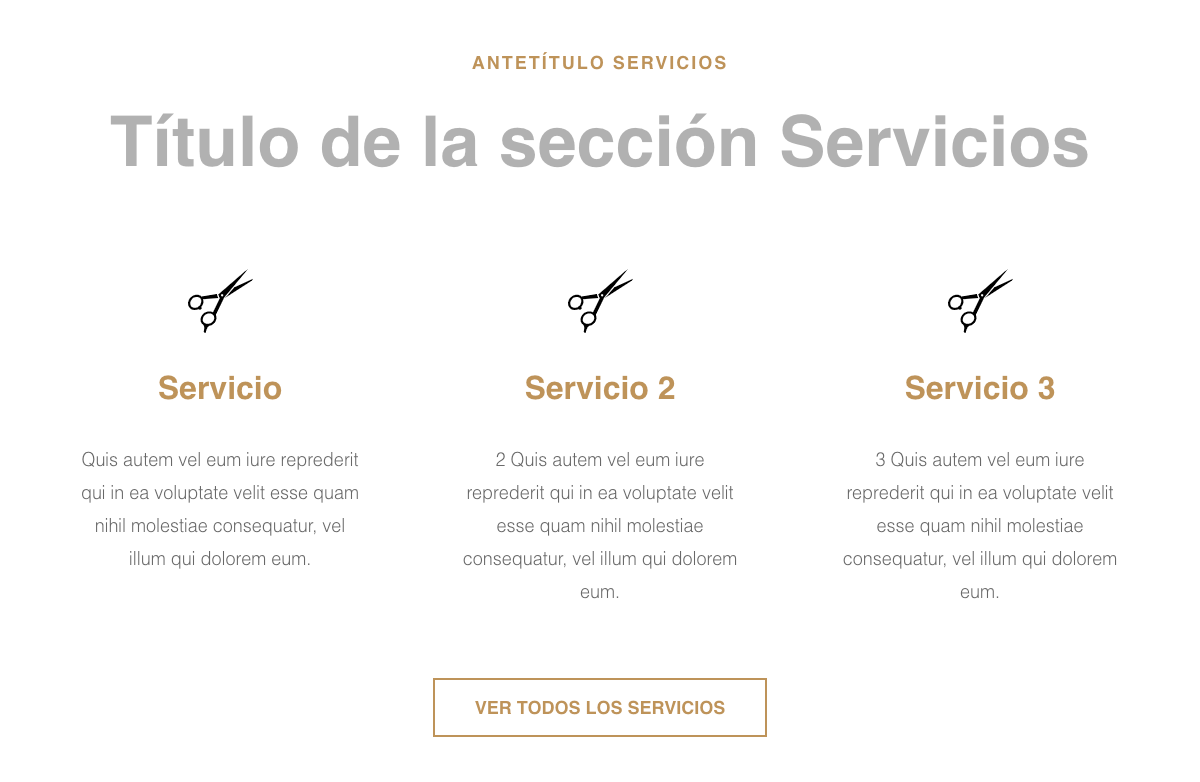 ANTETÍTULO SERVICIOS
Título de la sección Servicios
Servicio
Quis autem vel eum iure reprederit
qui in ea voluptate velit esse quam
nihil molestiae consequatur, vel
illum qui dolorem eum.
Servicio 2
2 Quis autem vel eum iure
reprederit qui in ea voluptate velit
esse quam nihil molestiae
consequatur, vel illum qui dolorem
eum.
Servicio 3
3 Quis autem vel eum iure
reprederit qui in ea voluptate velit
esse quam nihil molestiae
consequatur, vel illum qui dolorem
eum.
VER TODOS LOS SERVICIOS